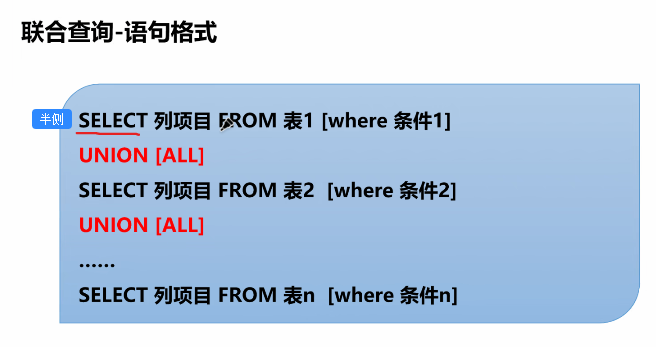 联合查询-语句格式
半侧
SELECT 列项目 FROM 表1 [where 条件1]
UNION [ALL]
SELECT 列项目 FROM 表2 [where 条件2]
UNION [ALL]
……
SELECT 列项目 FROM 表n [where 条件n]